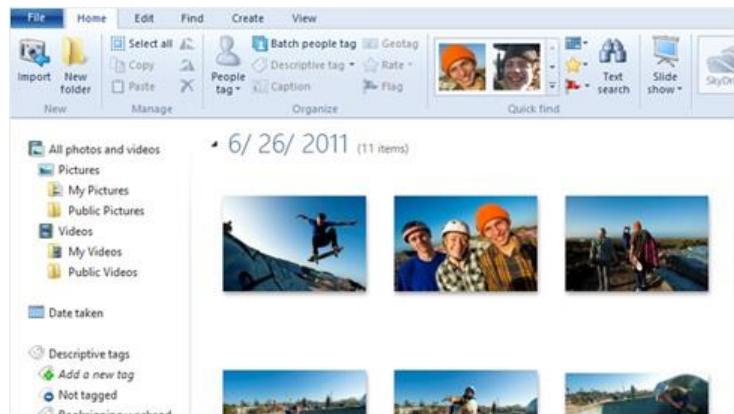 File Home Edit Find Create View
Select all
Batch people tag Geotag
Copy
Descriptive tag Rate
Import New folder
Paste
People tag
Caption Flag
Text search
Slide show
SkyDr
New Manage Organize Quick find
All photos and videos
6/ 26/ 2011 (11 items)
Pictures
My Pictures
Public Pictures
Videos
My Videos
Public Videos
Date taken
Descriptive tags
Add a new tag
Not tagged